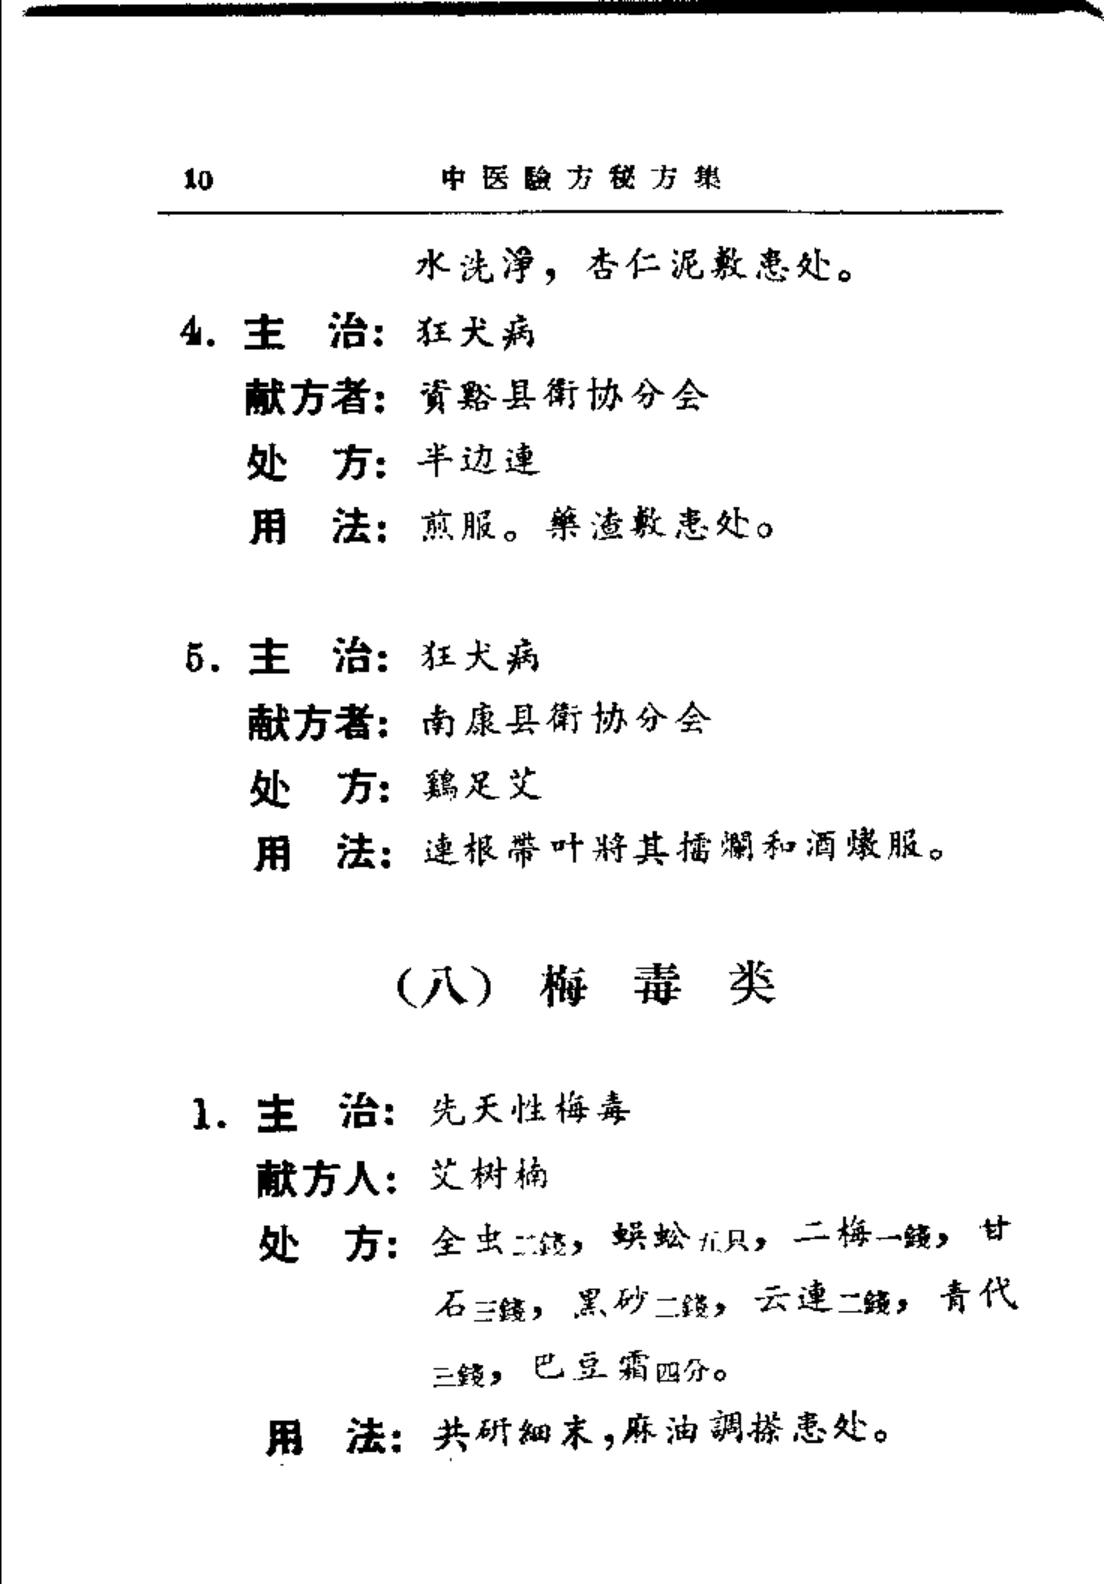 10 中医驗方秘方集
水洗淨，杏仁泥敷患处。
4. 主 治：狂犬病
献方者：資谿县衛协分会
处 方：半边連
用 法：煎服。藥渣敷患处。
5. 主 治：狂犬病
献方者：南康县衛协分会
处 方：鷄足艾
用 法：連根帶叶將其擂爛和酒燉服。
（八）梅毒类
1. 主 治：先天性梅毒
献方人：艾树楠
处 方：全虫二錢，蜈蚣五只，二梅一錢，甘
石三錢，黑砂二錢，云連二錢，青代
三錢，巴豆霜四分。
用 法：共研細末，麻油調搽患处。